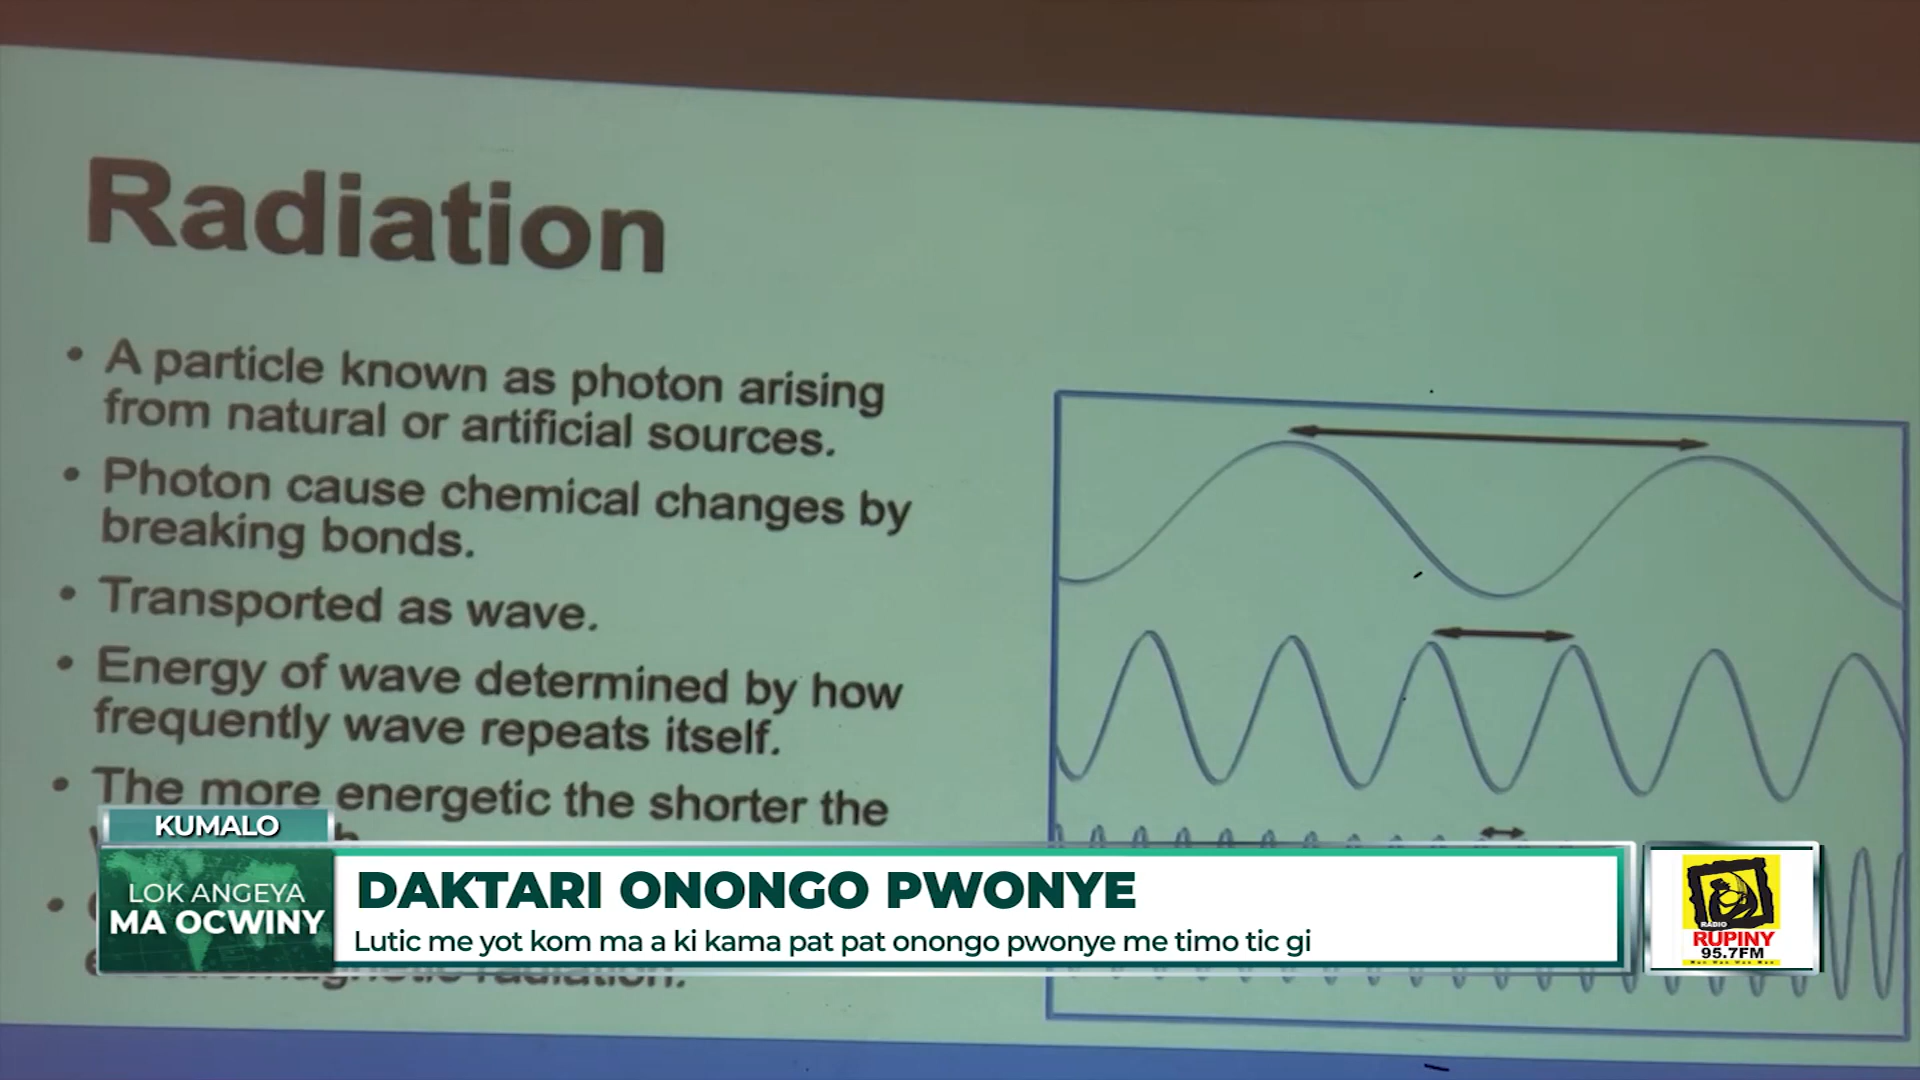 Radiation
• A particle known as photon arising
from natural or artificial sources.
• Photon cause chemical changes by
breaking bonds.
• Transported as wave.
• Energy of wave determined by how
frequently wave repeats itself.
• The more energetic the shorter the
radiation.
KUMALO
LOK ANGEYA
MA OCWINY
DAKTARI ONONGO PWONYE
Lutic me yot kom ma a ki kama pat pat onongo pwonye me timo tic gi
RADIO
RUPINY
95.7FM